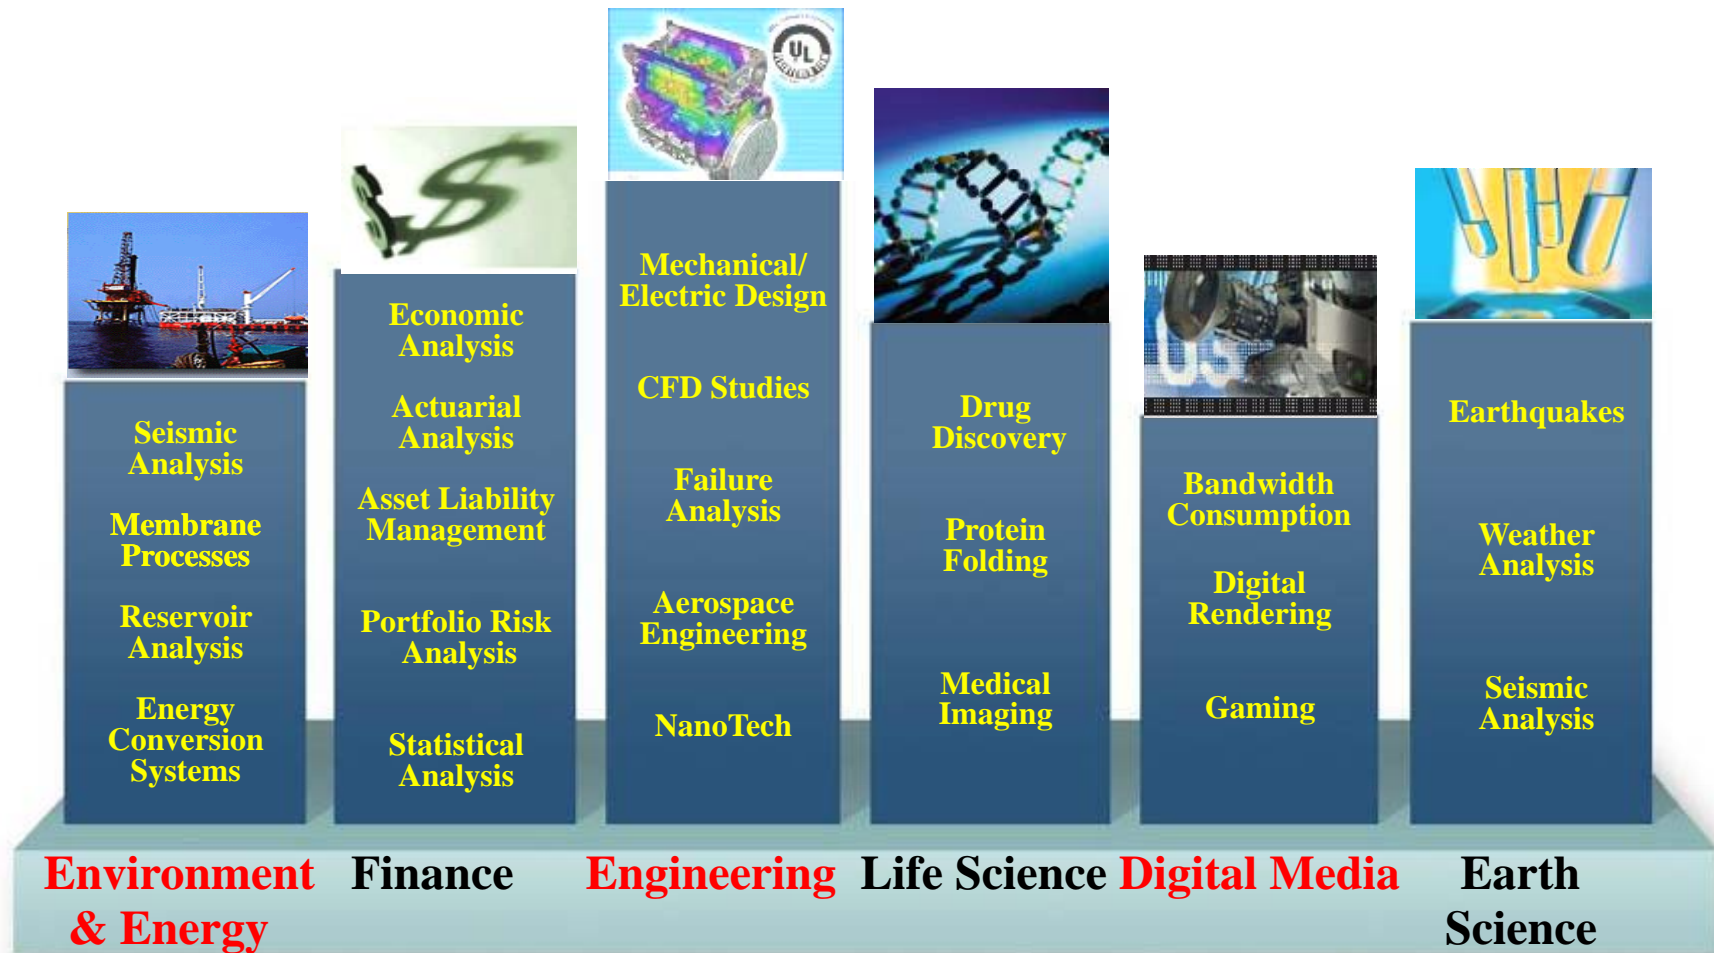 UL
Mechanical/
Electric Design
CFD Studies
Failure
Analysis
Aerospace
Engineering
NanoTech
Economic
Analysis
Actuarial
Analysis
Asset Liability
Management
Portfolio Risk
Analysis
Statistical
Analysis
Seismic
Analysis
Membrane
Processes
Reservoir
Analysis
Energy
Conversion
Systems
Drug
Discovery
Protein
Folding
Medical
Imaging
US
Bandwidth
Consumption
Digital
Rendering
Gaming
Earthquakes
Weather
Analysis
Seismic
Analysis
Environment
& Energy
Finance
Engineering
Life Science
Digital Media
Earth
Science